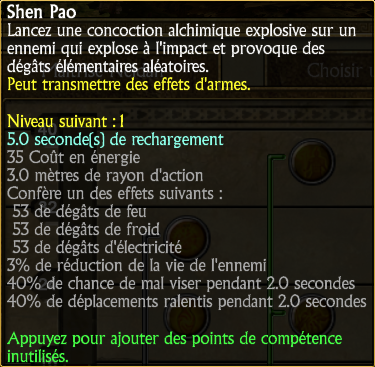 Shen Pao
Lancez une concoction alchimique explosive sur un
ennemi qui explose à l'impact et provoque des
dégâts élémentaires aléatoires.
Peut transmettre des effets d'armes.
Niveau suivant : 1
5.0 seconde(s) de rechargement
35 Coût en énergie
3.0 mètres de rayon d'action
Confère un des effets suivants :
53 de dégâts de feu
53 de dégâts de froid
53 de dégâts d'électricité
3% de réduction de la vie de l'ennemi
40% de chance de mal viser pendant 2.0 secondes
40% de déplacements ralentis pendant 2.0 secondes
Appuyez pour ajouter des points de compétence
inutilisés.
Choisir